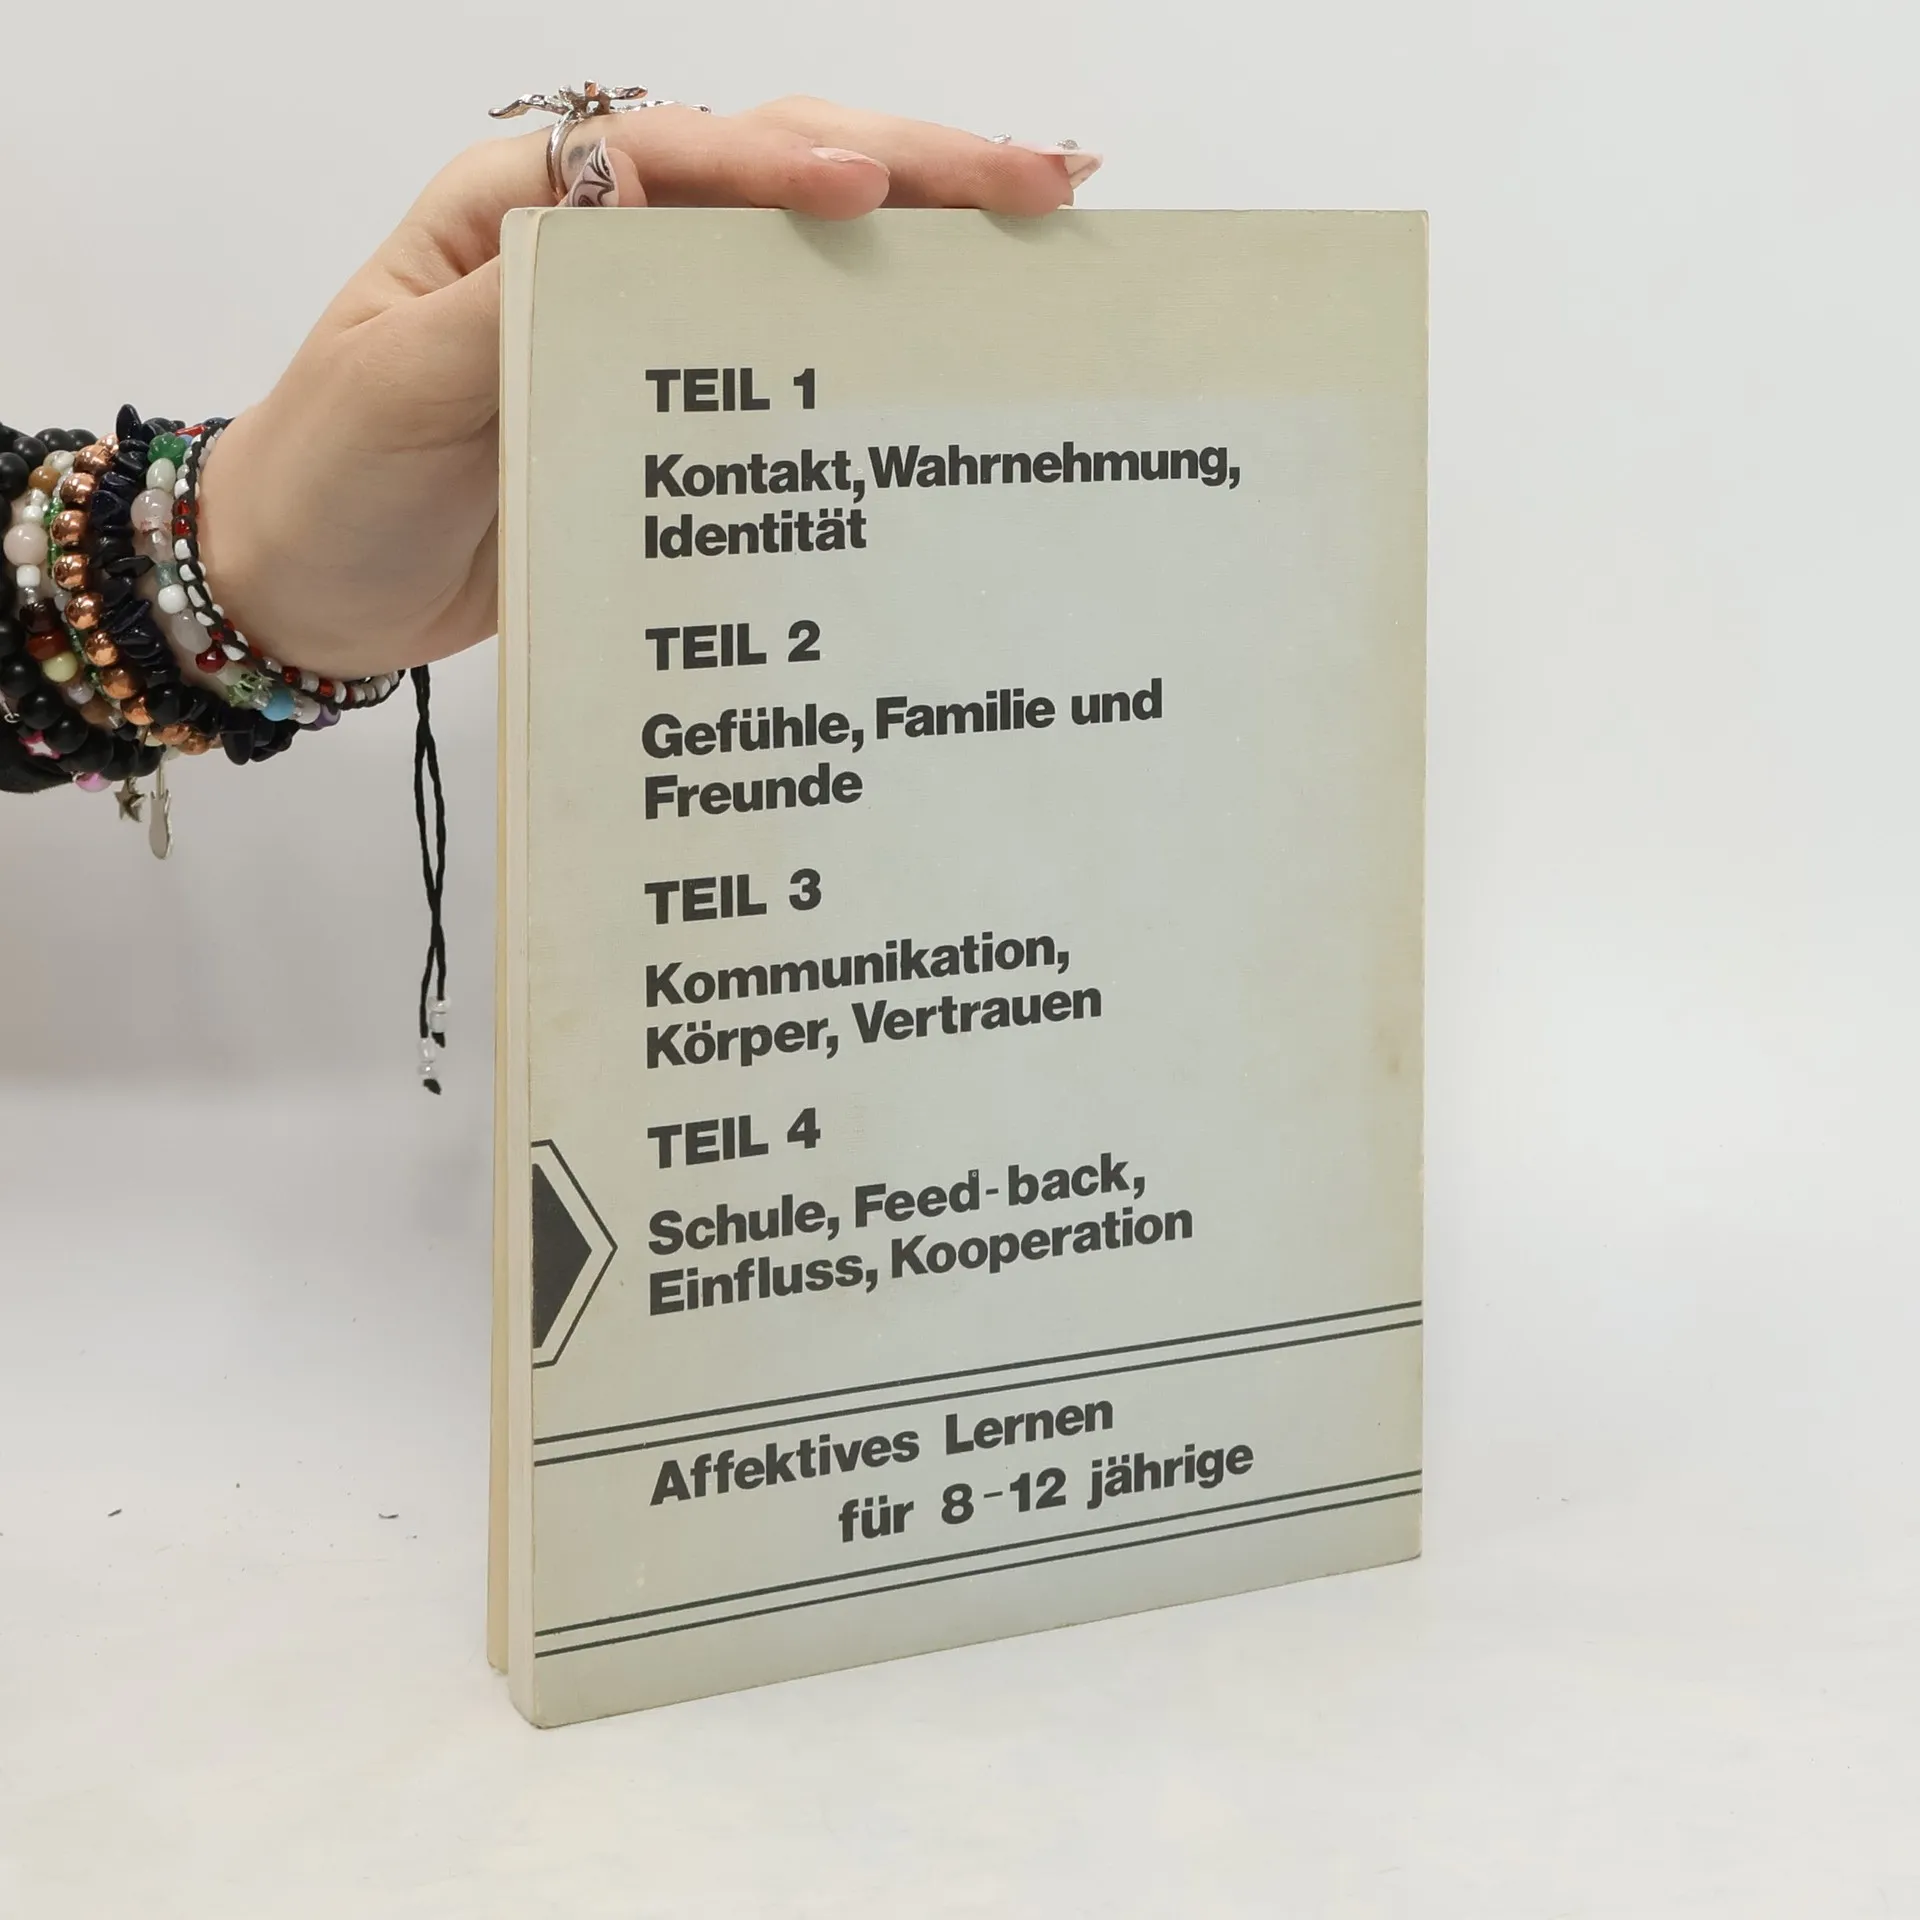 TEIL 1
Kontakt, Wahrnehmung,
Identität
TEIL 2
Gefühle, Familie und
Freunde
TEIL 3
Kommunikation,
Körper, Vertrauen
TEIL 4
Schule, Feed-back,
Einfluss, Kooperation
Affektives Lernen
für 8-12 jährige